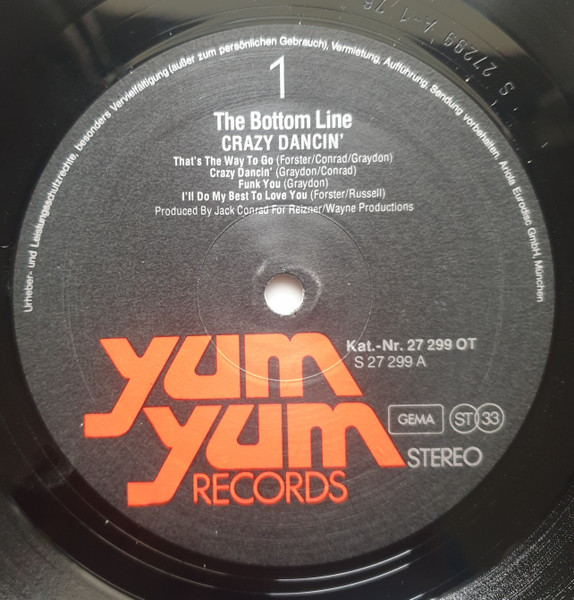 Urheber- und Leistungsschutzrechte, besonders Vervielfältigung (außer zum persönlichen Gebrauch), Vermietung, Aufführung, Sendung vorbehalten. Ariola Eurodisc GmbH, München
S 27299 A-1/76
1
The Bottom Line
CRAZY DANCIN'
That's The Way To Go (Forster/Conrad/Graydon)
Crazy Dancin' (Graydon/Conrad)
Funk You (Graydon)
I'll Do My Best To Love You (Forster/Russell)
Produced By Jack Conrad For Reizner/Wayne Productions
Kat.-Nr. 27 299 OT
S 27 299 A
yum
yum
RECORDS
GEMA
ST 33
STEREO